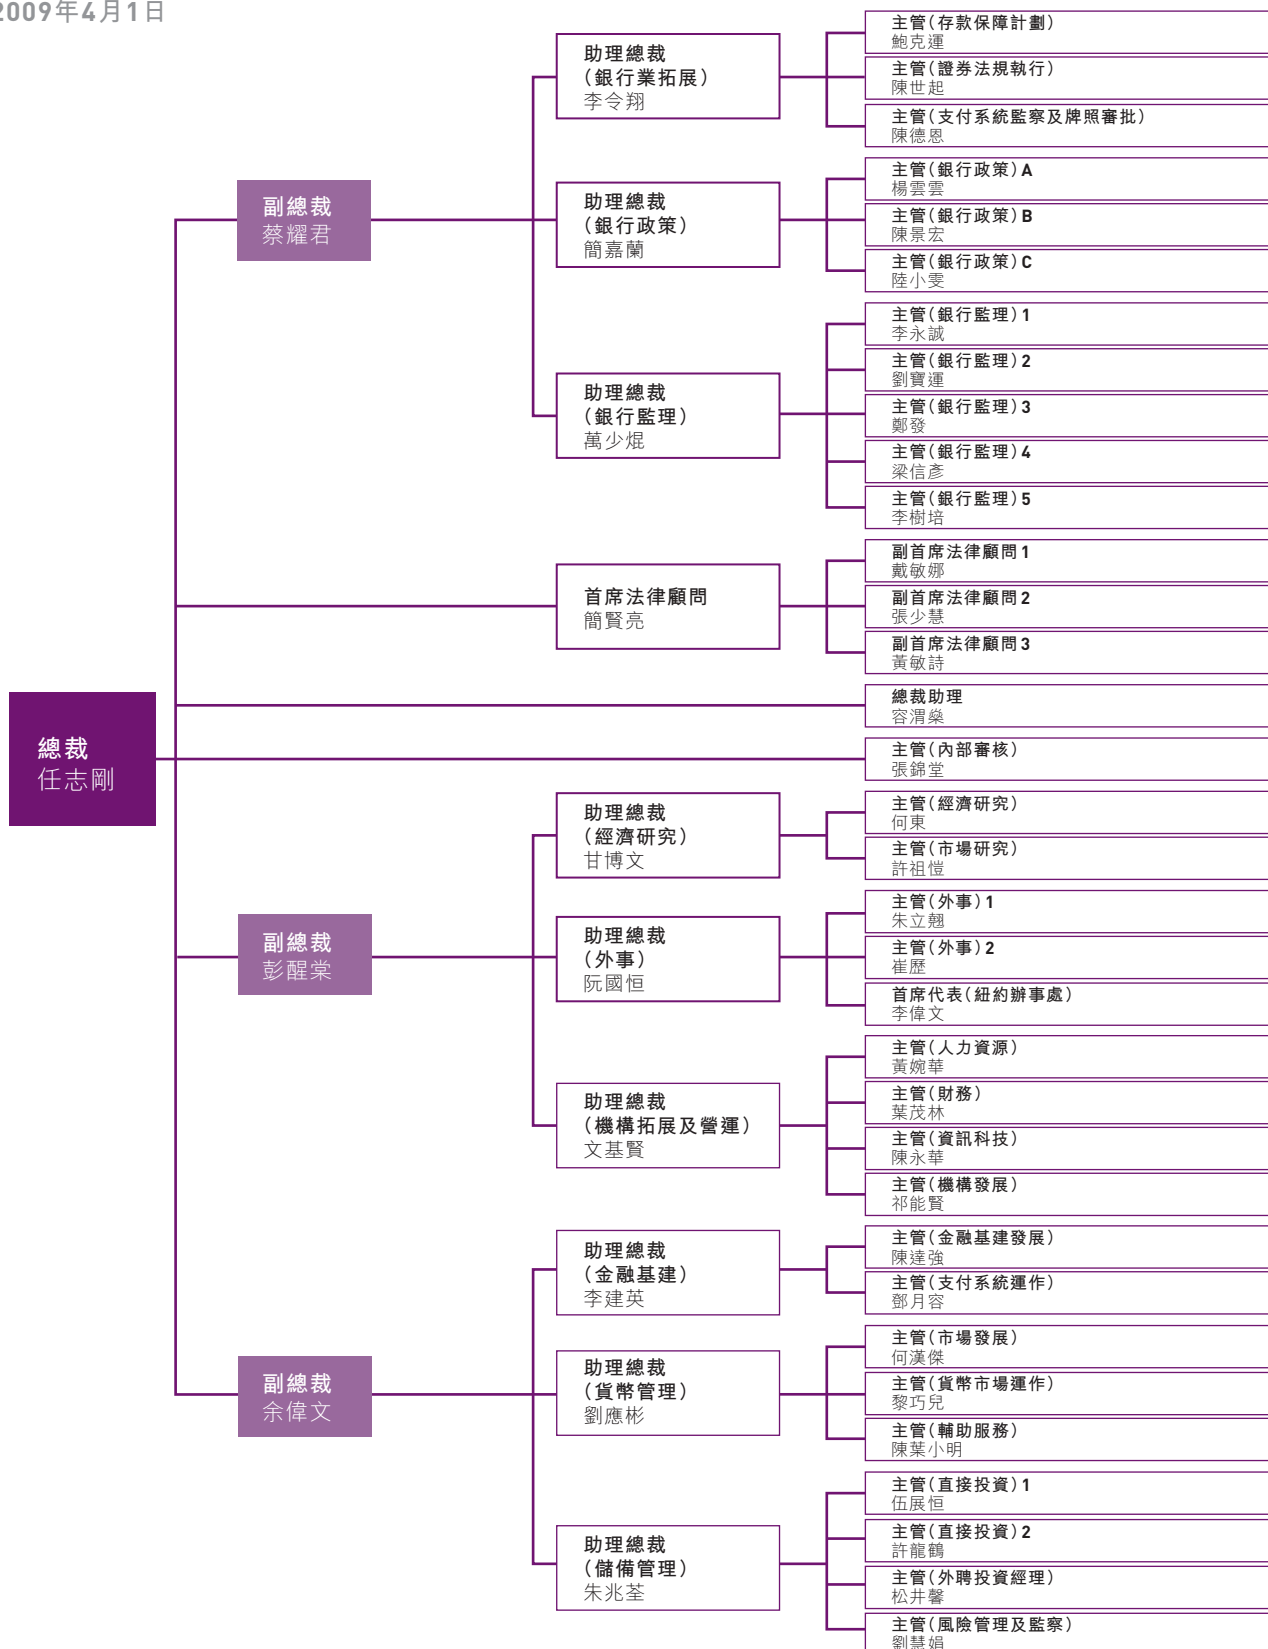 2009年4月1日
總裁
任志剛
副總裁
蔡耀君
助理總裁
（銀行業拓展）
李令翔
主管（存款保障計劃）
鮑克運
主管（證券法規執行）
陳世起
主管（支付系統監察及牌照審批）
陳德恩
助理總裁
（銀行政策）
簡嘉蘭
主管（銀行政策）A
楊雲雲
主管（銀行政策）B
陳景宏
主管（銀行政策）C
陸小雯
助理總裁
（銀行監理）
萬少焜
主管（銀行監理）1
李永誠
主管（銀行監理）2
劉寶運
主管（銀行監理）3
鄭發
主管（銀行監理）4
梁信彥
主管（銀行監理）5
李樹培
首席法律顧問
簡賢亮
副首席法律顧問1
戴敏娜
副首席法律顧問2
張少慧
副首席法律顧問3
黃敏詩
總裁助理
容渭燊
主管（內部審核）
張錦堂
副總裁
彭醒棠
助理總裁
（經濟研究）
甘博文
主管（經濟研究）
何東
主管（市場研究）
許祖愷
助理總裁
（外事）
阮國恒
主管（外事）1
朱立翹
主管（外事）2
崔歷
首席代表（紐約辦事處）
李偉文
助理總裁
（機構拓展及營運）
文基賢
主管（人力資源）
黃婉華
主管（財務）
葉茂林
主管（資訊科技）
陳永華
主管（機構發展）
祁能賢
副總裁
余偉文
助理總裁
（金融基建）
李建英
主管（金融基建發展）
陳達強
主管（支付系統運作）
鄧月容
助理總裁
（貨幣管理）
劉應彬
主管（市場發展）
何漢傑
主管（貨幣市場運作）
黎巧兒
主管（輔助服務）
陳葉小明
助理總裁
（儲備管理）
朱兆荃
主管（直接投資）1
伍展恒
主管（直接投資）2
許龍鶴
主管（外聘投資經理）
松井馨
主管（風險管理及監察）
劉慧娟